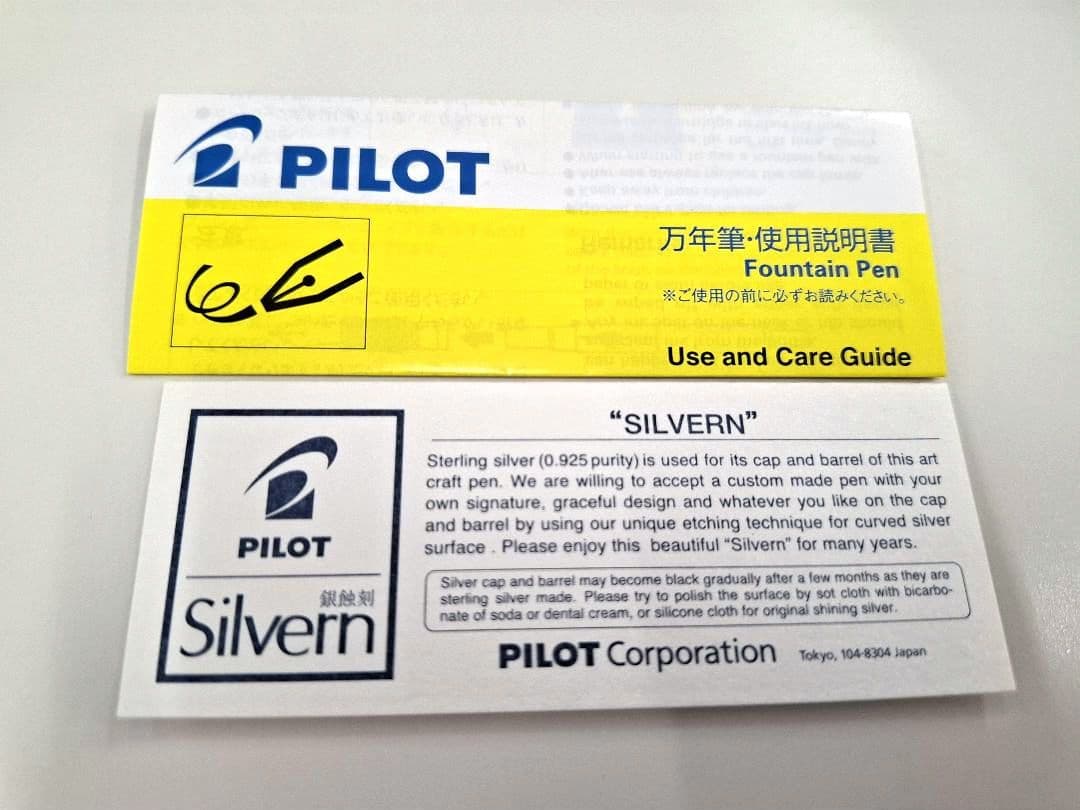 PILOT
万年筆・使用説明書
Fountain Pen
※ご使用の前に必ずお読みください。
Use and Care Guide
PILOT
銀蝕刻
Silvern
“SILVERN”
Sterling silver (0.925 purity) is used for its cap and barrel of this art
craft pen. We are willing to accept a custom made pen with your
own signature, graceful design and whatever you like on the cap
and barrel by using our unique etching technique for curved silver
surface . Please enjoy this beautiful “Silvern” for many years.
Silver cap and barrel may become black gradually after a few months as they are
sterling silver made. Please try to polish the surface by sot cloth with bicarbo-
nate of soda or dental cream, or silicone cloth for original shining silver.
PILOT Corporation Tokyo, 104-8304 Japan